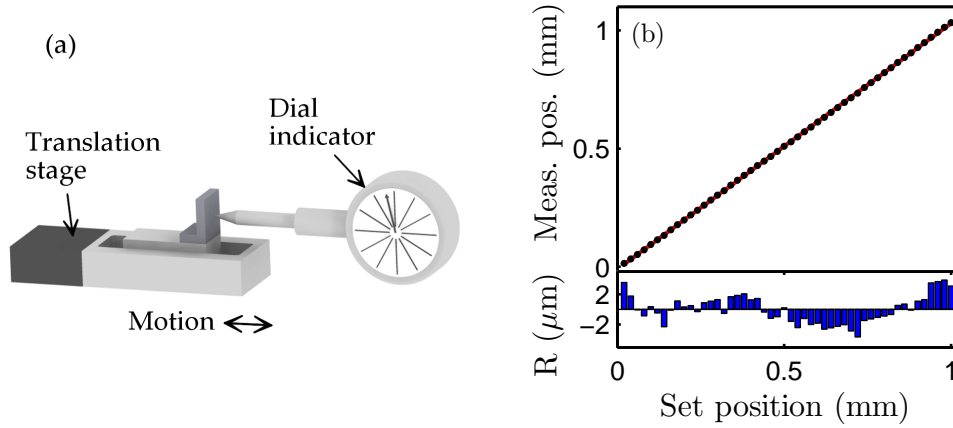 (a)
Translation
stage
Dial
indicator
Motion
(b)
Meas. pos. (mm)
1
0.5
0
R (μm)
2
−2
0
0.5
1
Set position (mm)